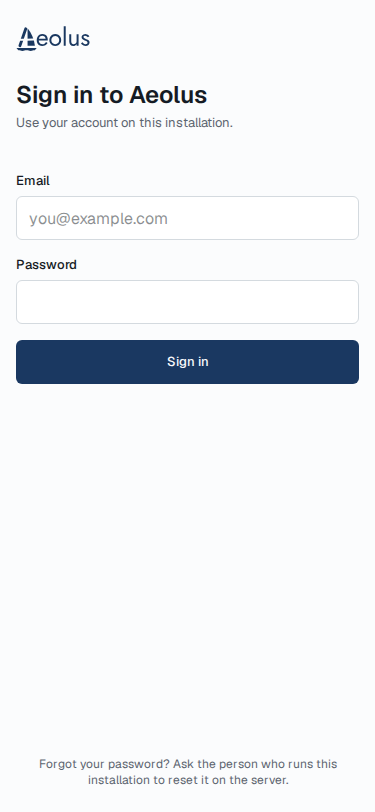 Aeolus
Sign in to Aeolus
Use your account on this installation.
Email
you@example.com
Password
Sign in
Forgot your password? Ask the person who runs this
installation to reset it on the server.